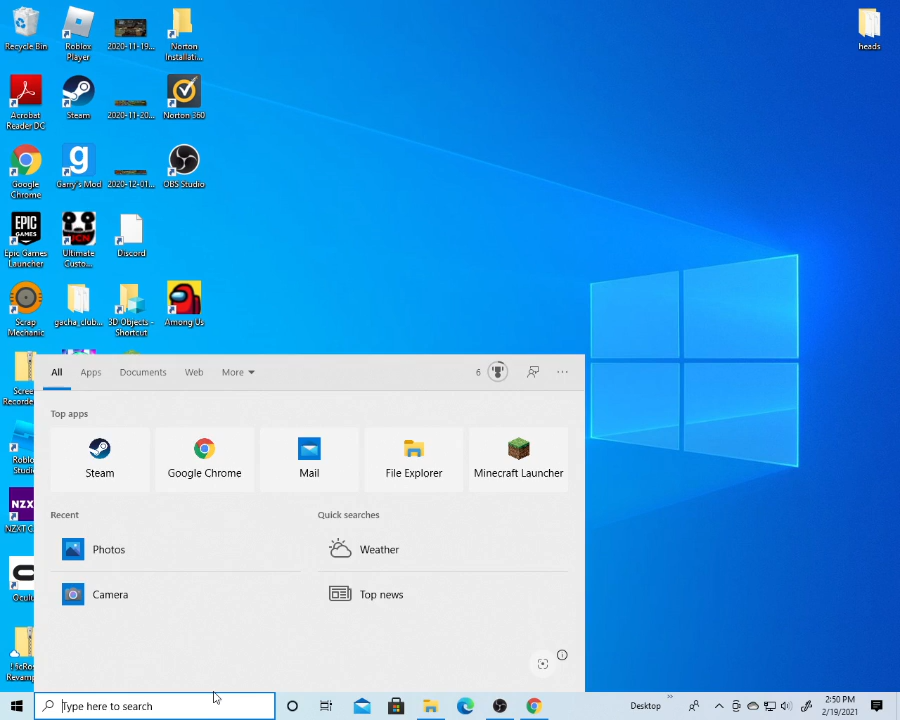 Recycle Bin
Roblox Player
2020-11-19...
Norton Installati...
heads
Acrobat Reader DC
Steam
2020-11-20...
Norton 360
Google Chrome
Garry's Mod
2020-12-01...
OBS Studio
EPIC GAMES
Epic Games Launcher
Ultimate Custo...
Discord
Scrap Mechanic
gacha_club...
3D Objects - Shortcut
Among Us
Recorde
NZX
All
Apps
Documents
Web
More
6
Top apps
Steam
Google Chrome
Mail
File Explorer
Minecraft Launcher
Recent
Quick searches
Photos
Weather
Camera
Top news
Type here to search
Desktop
2:50 PM
2/19/2021